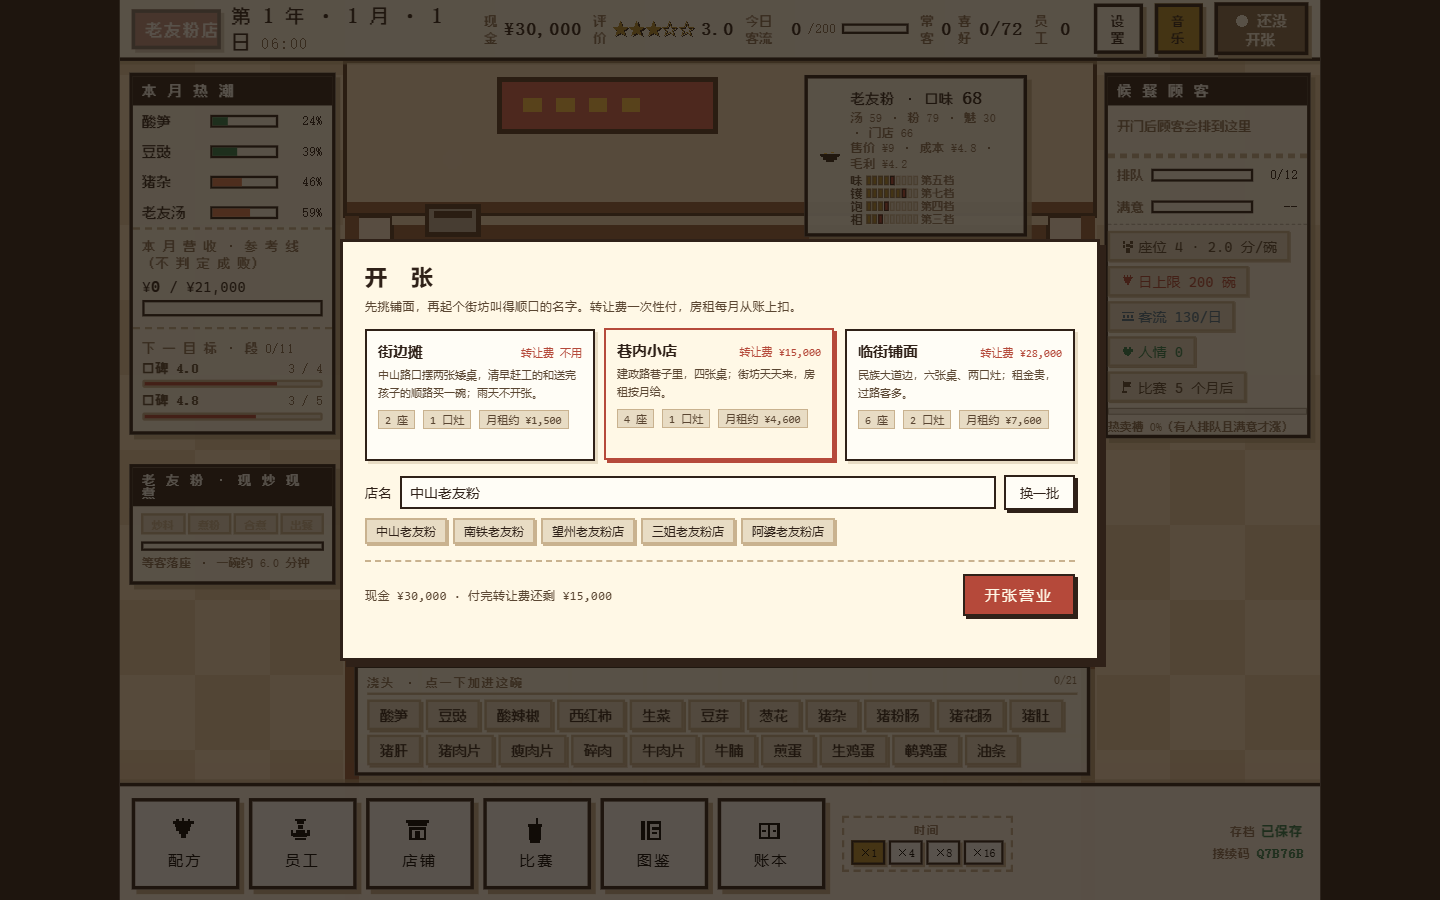 老友粉店
第 1 年 · 1 月 · 1
日 06:00
现金 ¥30,000
评价 3.0
今日客流 0 /200
常客 0
喜好 0/72
员工 0
设置
音乐
还没开张
本月热潮
酸笋 24%
豆豉 39%
猪杂 46%
老友汤 59%
本月营收 · 参考线
（不判定成败）
¥0 / ¥21,000
下一目标 · 段 0/11
口碑 4.0 3 / 4
口碑 4.8 3 / 5
老友粉 · 现炒现
煮
等客落座 · 一碗约 6.0 分钟
老友粉 · 口味 68
汤 59 · 粉 79 · 魅 30
· 门店 66
售价 ¥9 · 成本 ¥4.8 ·
毛利 ¥4.2
味 第五档
馒 第七档
饱 第四档
相 第三档
候餐顾客
开门后顾客会排到这里
排队 0/12
满意 --
座位 4 · 2.0 分/碗
日上限 200 碗
客流 130/日
人情 0
比赛 5 个月后
热卖榜 0% (有人排队且满意才涨)
开 张
先挑铺面，再起个街坊叫得顺口的名字。转让费一次性付，房租每月从账上扣。
街边摊 转让费 不用
中山路口摆两张矮桌，清早赶工的和送完
孩子的顺路买一碗；雨天不开张。
2 座 1 口灶 月租约 ¥1,500
巷内小店 转让费 ¥15,000
建政路巷子里，四张桌；街坊天天来，房
租按月给。
4 座 1 口灶 月租约 ¥4,600
临街铺面 转让费 ¥28,000
民族大道边，六张桌、两口灶；租金贵，
过路客多。
6 座 2 口灶 月租约 ¥7,600
店名 中山老友粉 换一批
中山老友粉 南铁老友粉 望州老友粉店 三姐老友粉店 阿婆老友粉店
现金 ¥30,000 · 付完转让费还剩 ¥15,000
开张营业
浇头 · 点一下加进这碗 0/21
酸笋 豆豉 酸辣椒 西红柿 生菜 豆芽 葱花 猪杂 猪粉肠 猪花肠 猪肚
猪肝 猪肉片 瘦肉片 碎肉 牛肉片 牛腩 煎蛋 生鸡蛋 鹌鹑蛋 油条
配方
员工
店铺
比赛
图鉴
账本
时间
×1 ×4 ×8 ×16
存档 已保存
接续码 Q7B76B